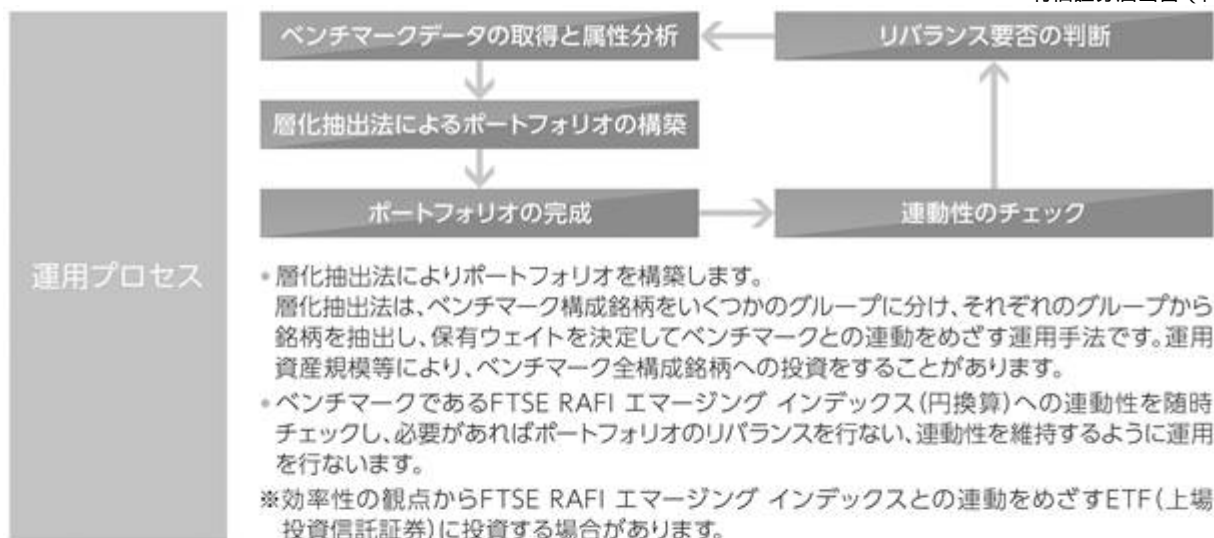 ベンチマークデータの取得と属性分析
リバランス要否の判断
層化抽出法によるポートフォリオの構築
ポートフォリオの完成
連動性のチェック
運用プロセス
•層化抽出法によりポートフォリオを構築します。
層化抽出法は、ベンチマーク構成銘柄をいくつかのグループに分け、それぞれのグループから
銘柄を抽出し、保有ウェイトを決定してベンチマークとの連動をめざす運用手法です。運用
資産規模等により、ベンチマーク全構成銘柄への投資をすることがあります。
•ベンチマークであるFTSE RAFI エマージング インデックス(円換算)への連動性を随時
チェックし、必要があればポートフォリオのリバランスを行ない、連動性を維持するように運用
を行ないます。
※効率性の観点からFTSE RAFI エマージング インデックスとの連動をめざすETF(上場
投資信託証券)に投資する場合があります。